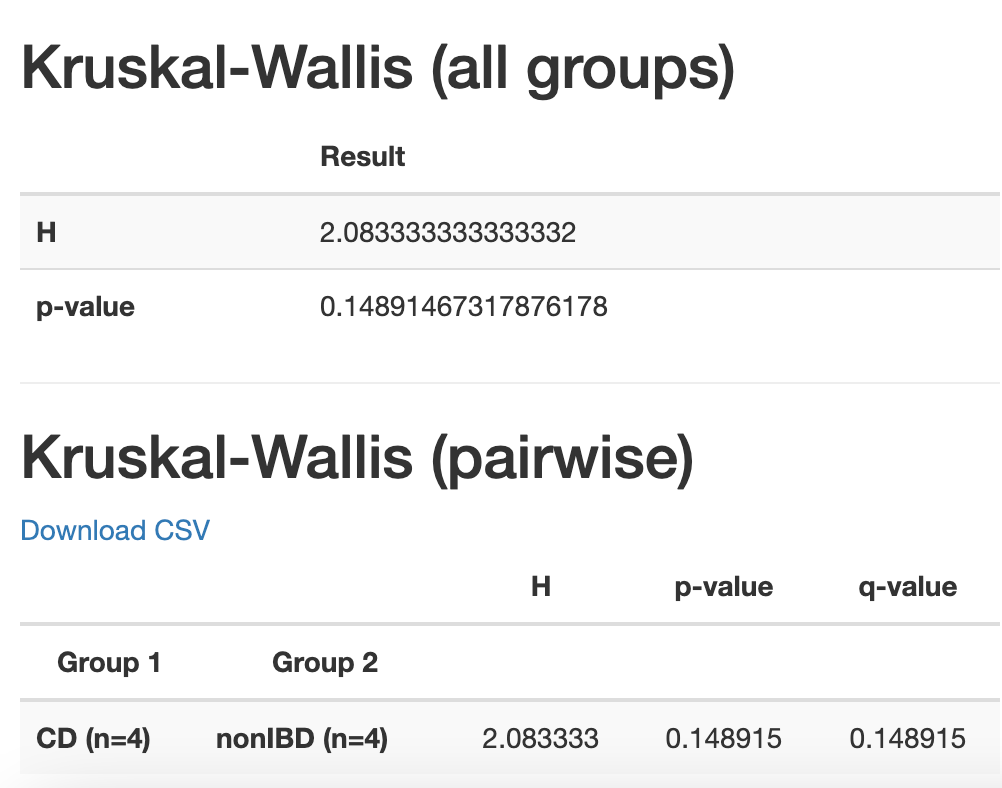 Kruskal-Wallis (all groups)
Result
H 2.083333333333332
p-value 0.14891467317876178
Kruskal-Wallis (pairwise)
Download CSV
H p-value q-value
Group 1 Group 2
CD (n=4) nonIBD (n=4) 2.083333 0.148915 0.148915